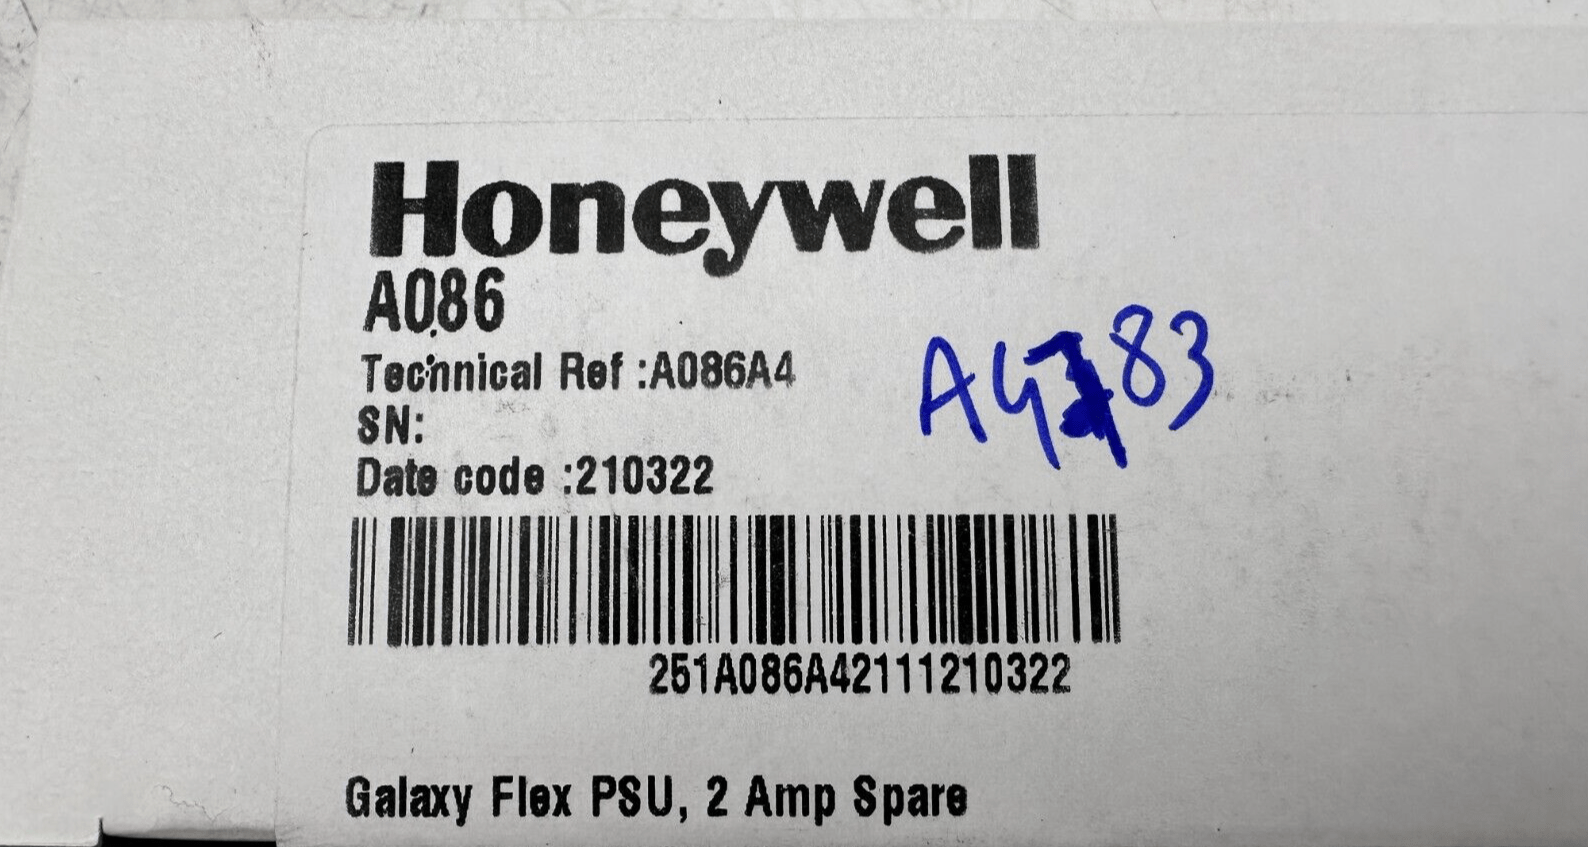 Honeywell
A086
Technical Ref :A086A4
SN:
Date code :210322
251A086A42111210322
Galaxy Flex PSU, 2 Amp Spare